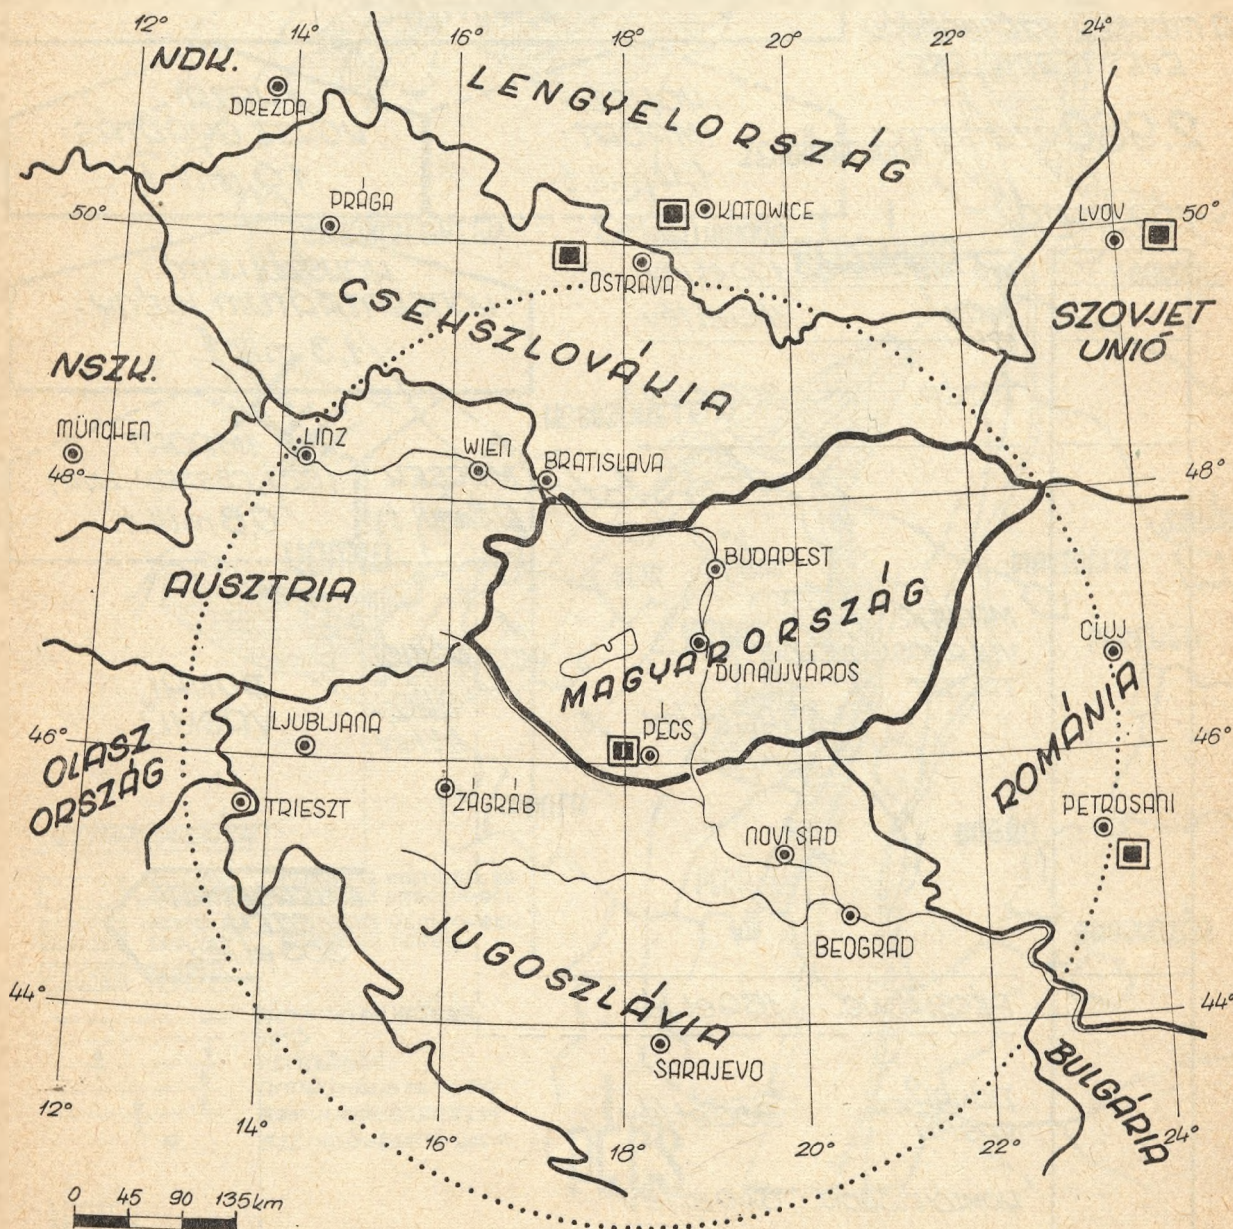 12° 14° 16° 18° 20° 22° 24°
NDK.
DREZDA
LENGYELORSZÁG
PRÁGA
KATOWICE
50°
LVOV
50°
OSTRAVA
CSEHSZLOVÁKIA
SZOVJET
UNIÓ
NSZK.
MÜNCHEN
LINZ
WIEN
BRATISLAVA
48°
48°
BUDAPEST
AUSZTRIA
MAGYARORSZÁG
CLUJ
DUNAÚJVÁROS
ROMÁNIA
LJUBLJANA
PÉCS
46°
46°
OLASZ
ORSZÁG
TRIESZT
ZÁGRÁB
PETROSANI
NOVI SAD
JUGOSZLÁVIA
BEOGRAD
44°
44°
SARAJEVO
BULGÁRIA
12° 14° 16° 18° 20° 22° 24°
0 45 90 135km